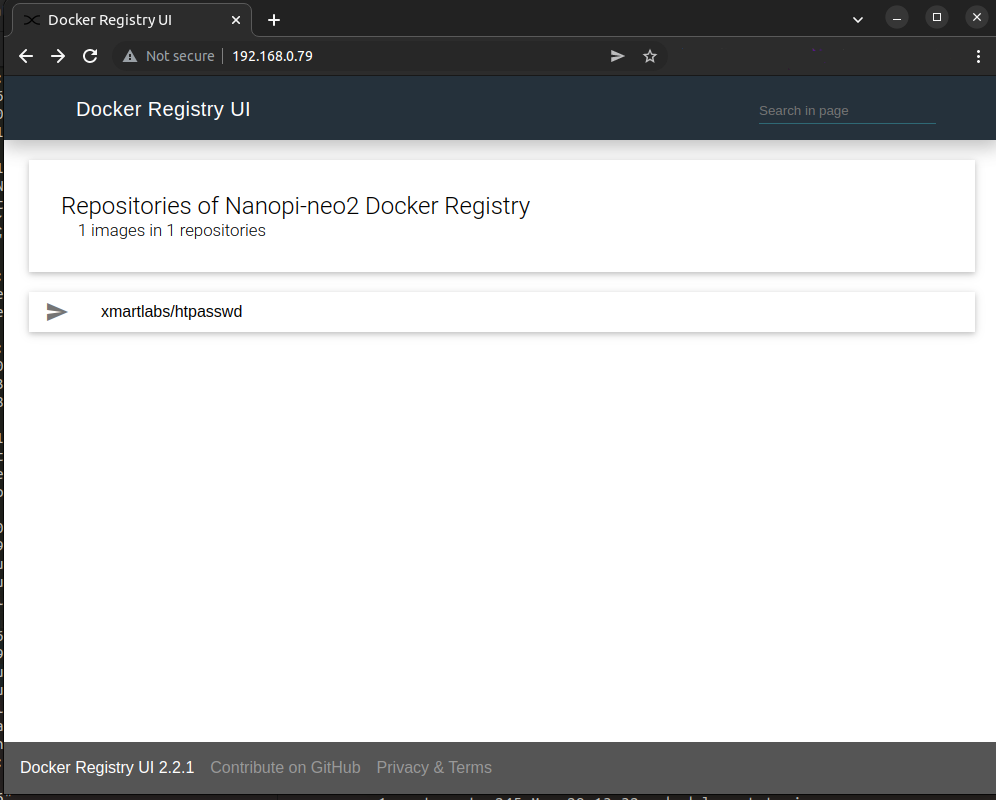 Docker Registry UI
Not secure 192.168.0.79
Docker Registry UI
Search in page
Repositories of Nanopi-neo2 Docker Registry
1 images in 1 repositories
xmartlabs/htpasswd
Docker Registry UI 2.2.1 Contribute on GitHub Privacy & Terms